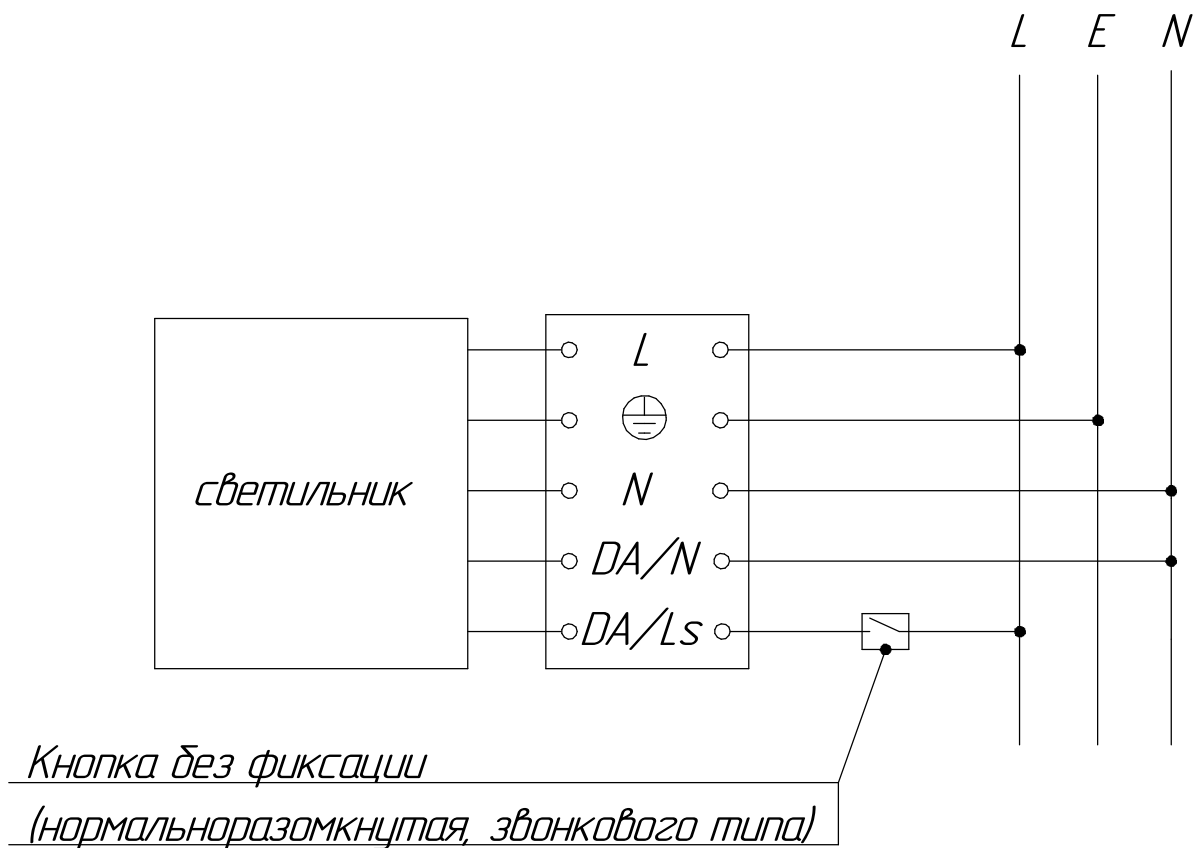 L E N
L
N
светильник
DA/N
DA/Ls
Кнопка без фиксации
(нормальноразомкнутая, звонкового типа)